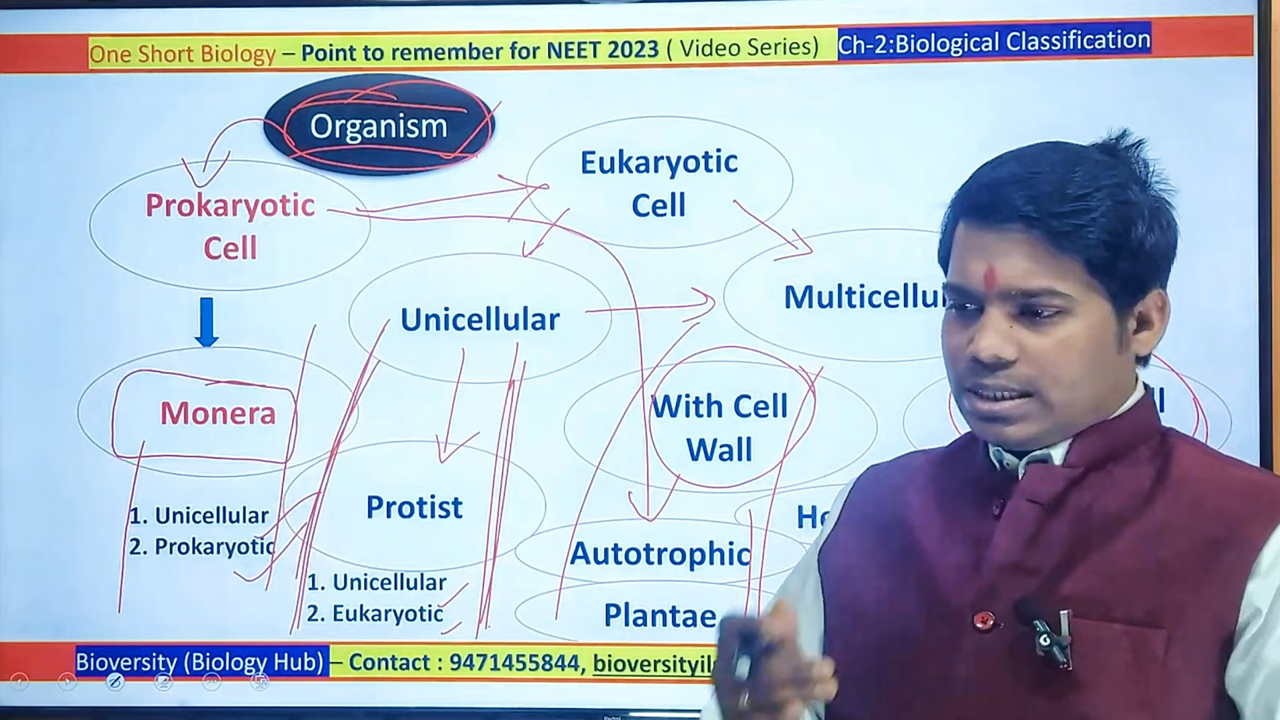 One Short Biology – Point to remember for NEET 2023 ( Video Series) Ch-2:Biological Classification
Organism
Eukaryotic
Cell
Prokaryotic
Cell
Unicellular
Monera
With Cell
Wall
1. Unicellular
2. Prokaryotic
Protist
Autotrophic
1. Unicellular
2. Eukaryotic
Plantae
Bioversity (Biology Hub) – Contact : 9471455844,